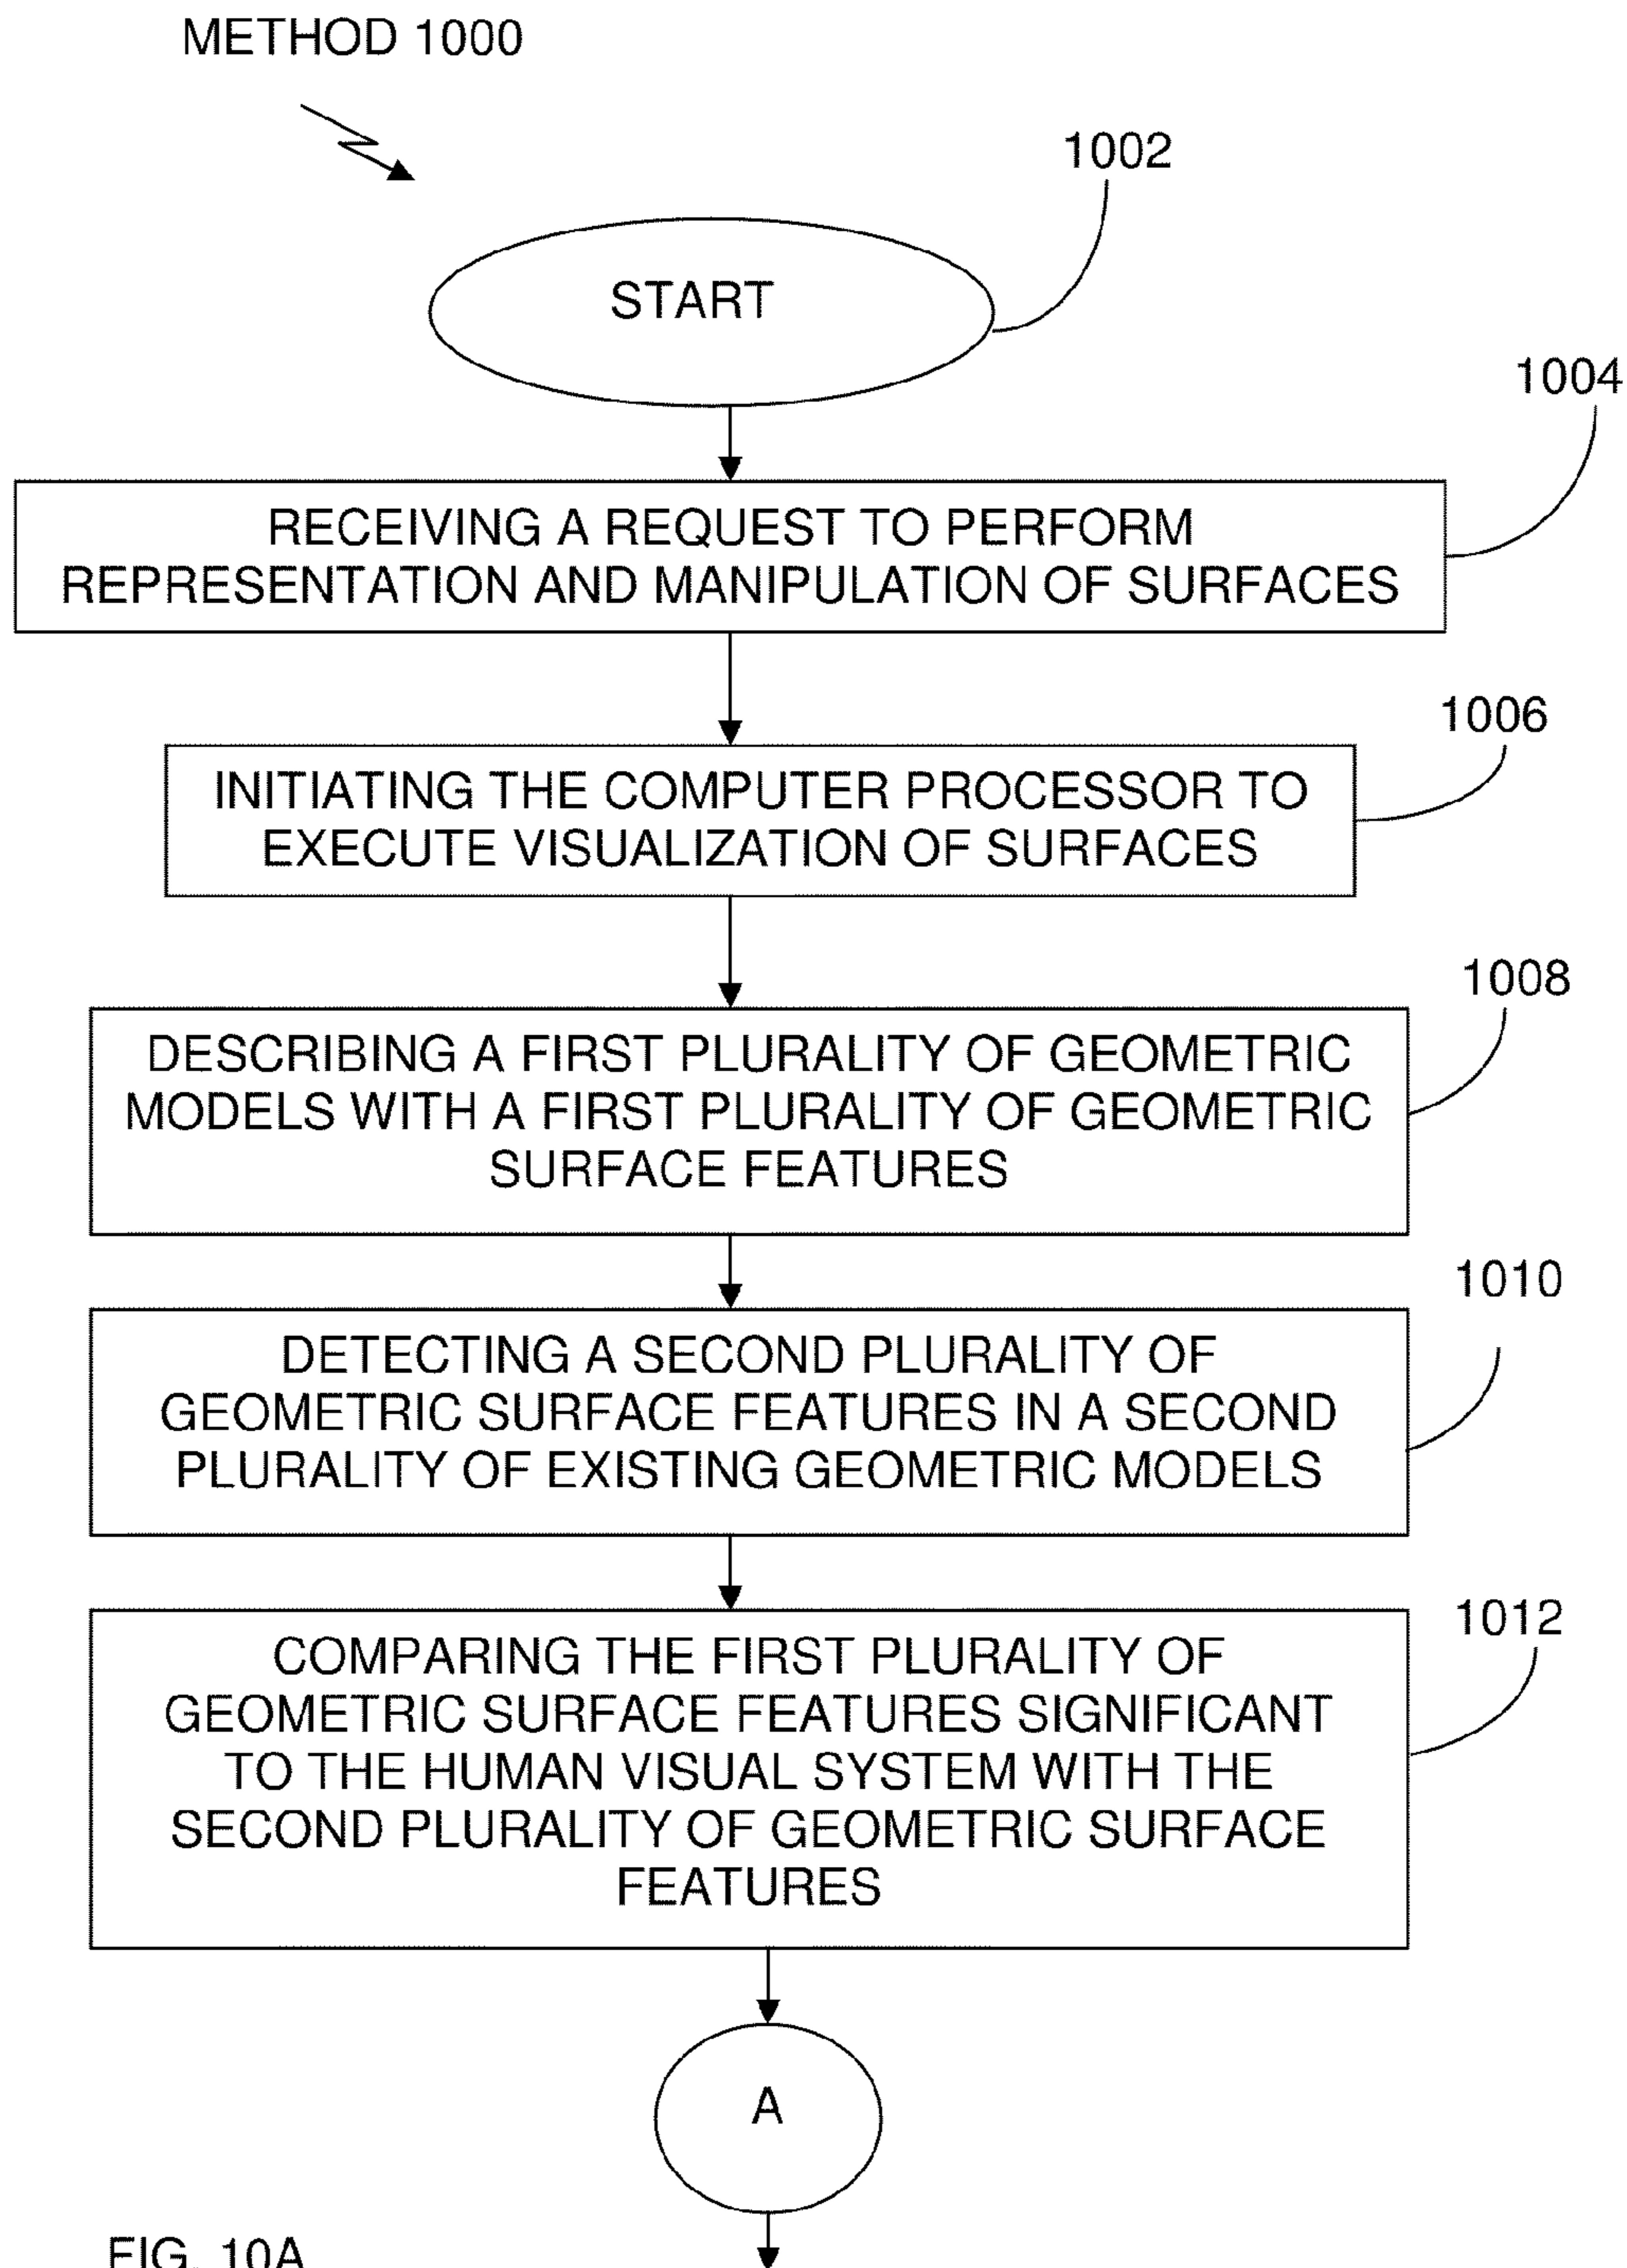 METHOD 1000
1002
START
1004
RECEIVING A REQUEST TO PERFORM
REPRESENTATION AND MANIPULATION OF SURFACES
1006
INITIATING THE COMPUTER PROCESSOR TO
EXECUTE VISUALIZATION OF SURFACES
1008
DESCRIBING A FIRST PLURALITY OF GEOMETRIC
MODELS WITH A FIRST PLURALITY OF GEOMETRIC
SURFACE FEATURES
1010
DETECTING A SECOND PLURALITY OF
GEOMETRIC SURFACE FEATURES IN A SECOND
PLURALITY OF EXISTING GEOMETRIC MODELS
1012
COMPARING THE FIRST PLURALITY OF
GEOMETRIC SURFACE FEATURES SIGNIFICANT
TO THE HUMAN VISUAL SYSTEM WITH THE
SECOND PLURALITY OF GEOMETRIC SURFACE
FEATURES
A
FIG. 10A